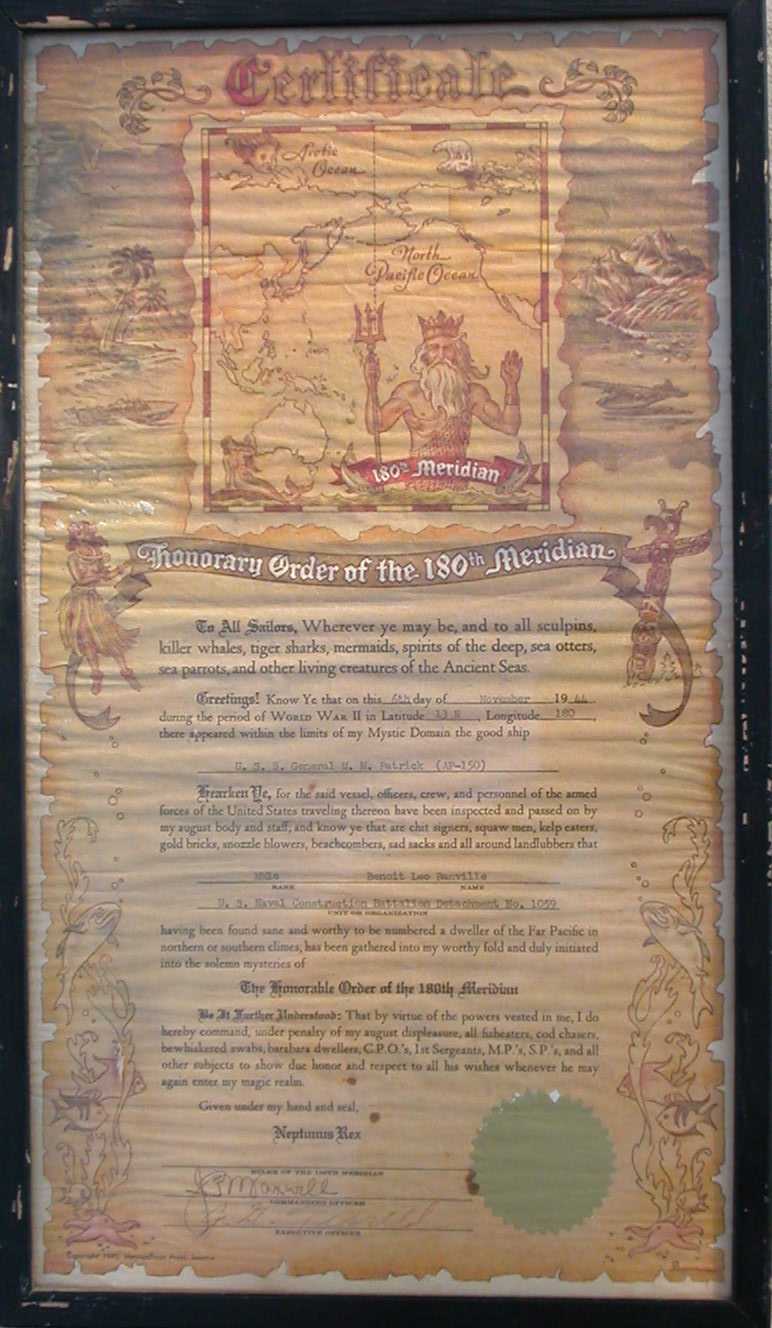 Certificate
Arctic
Ocean
North
Pacific Ocean
180th Meridian
Honorary Order of the 180th Meridian
To All Sailors, Wherever ye may be, and to all sculpins,
killer whales, tiger sharks, mermaids, spirits of the deep, sea otters,
sea parrots, and other living creatures of the Ancient Seas.
Greetings! Know Ye that on this 6th day of November 1944
during the period of World War II in Latitude 13 N, Longitude 180,
there appeared within the limits of my Mystic Domain the good ship
U. S. S. General M. M. Patrick (AP-150)
Hearken Ye, for the said vessel, officers, crew, and personnel of the armed
forces of the United States traveling thereon have been inspected and passed on by
my august body and staff, and know ye that are chit signers, squaw men, kelp eaters,
gold bricks, snozzle blowers, beachcombers, sad sacks and all around landlubbers that
Benoit Leo Banville
RANK NAME
U. S. Naval Construction Battalion Detachment No. 1059
UNIT OR ORGANIZATION
having been found sane and worthy to be numbered a dweller of the Far Pacific in
northern or southern climes, has been gathered into my worthy fold and duly initiated
into the solemn mysteries of
The Honorable Order of the 180th Meridian
Be It Further Understood: That by virtue of the powers vested in me, I do
hereby command, under penalty of my august displeasure, all fisheaters, cod chasers,
bewhiskered swabs, barabara dwellers, C.P.O.'s, 1st Sergeants, M.P.'s, S.P.'s, and all
other subjects to show due honor and respect to all his wishes whenever he may
again enter my magic realm.
Given under my hand and seal,
Neptunus Rex
RULER OF THE 180TH MERIDIAN
Maxwell
COMMANDING OFFICER
EXECUTIVE OFFICER
Copyright Metropolitan Press, Seattle